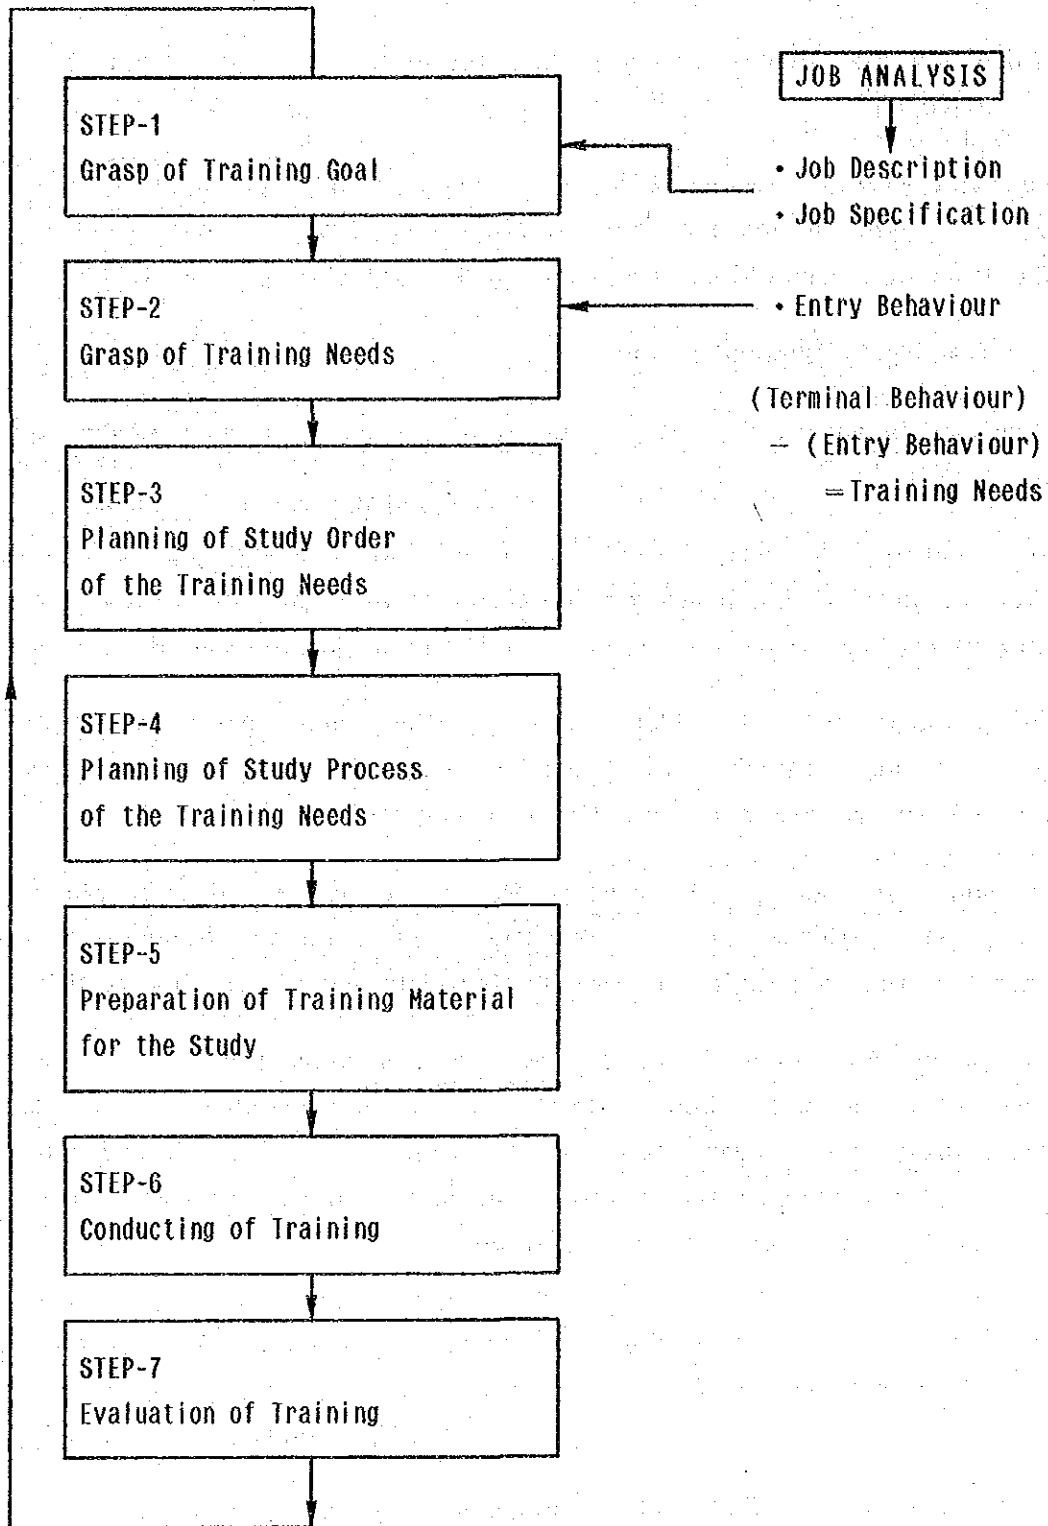 STEP-1
Grasp of Training Goal
JOB ANALYSIS
・Job Description
・Job Specification
STEP-2
Grasp of Training Needs
・Entry Behaviour
(Terminal Behaviour)
− (Entry Behaviour)
=Training Needs
STEP-3
Planning of Study Order
of the Training Needs
STEP-4
Planning of Study Process
of the Training Needs
STEP-5
Preparation of Training Material
for the Study
STEP-6
Conducting of Training
STEP-7
Evaluation of Training